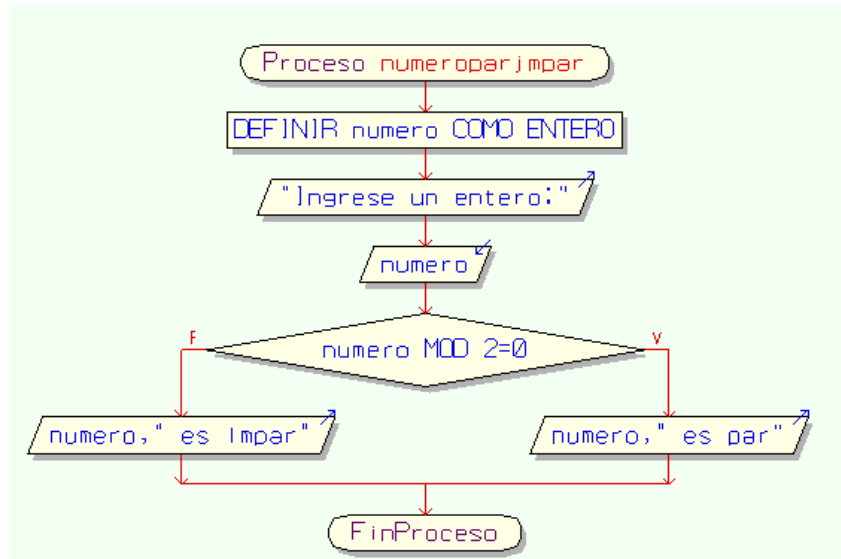 Proceso numeroparimpar
DEFINIR numero COMO ENTERO
"Ingrese un entero:"
numero
F
V
numero MOD 2=0
numero," es Impar"
numero," es par"
FinProceso